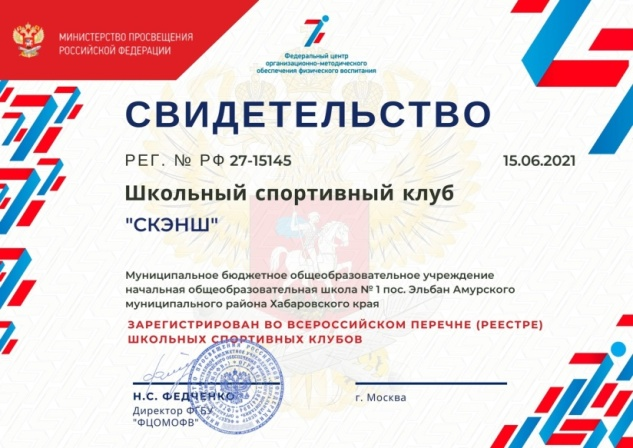 МИНИСТЕРСТВО ПРОСВЕЩЕНИЯ
РОССИЙСКОЙ ФЕДЕРАЦИИ
Федеральный центр
организационно-методического
обеспечения физического воспитания
СВИДЕТЕЛЬСТВО
РЕГ. № РФ 27-15145
15.06.2021
Школьный спортивный клуб
"СКЭНШ"
Муниципальное бюджетное общеобразовательное учреждение
начальная общеобразовательная школа № 1 пос. Эльбан Амурского
муниципального района Хабаровского края
ЗАРЕГИСТРИРОВАН ВО ВСЕРОССИЙСКОМ ПЕРЕЧНЕ (РЕЕСТРЕ)
ШКОЛЬНЫХ СПОРТИВНЫХ КЛУБОВ
Н.С. ФЕДЧЕНКО
Директор ФГБУ
"ФЦОМОФВ"
г. Москва